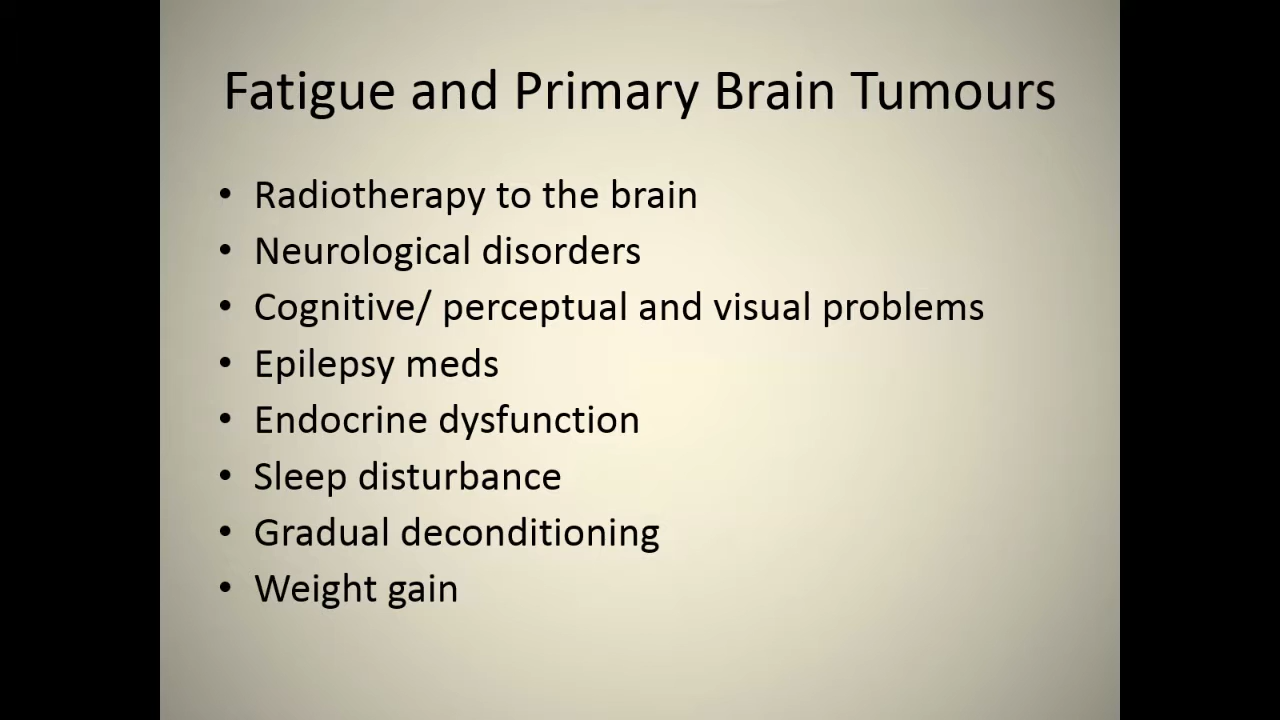 Fatigue and Primary Brain Tumours
• Radiotherapy to the brain
• Neurological disorders
• Cognitive/ perceptual and visual problems
• Epilepsy meds
• Endocrine dysfunction
• Sleep disturbance
• Gradual deconditioning
• Weight gain